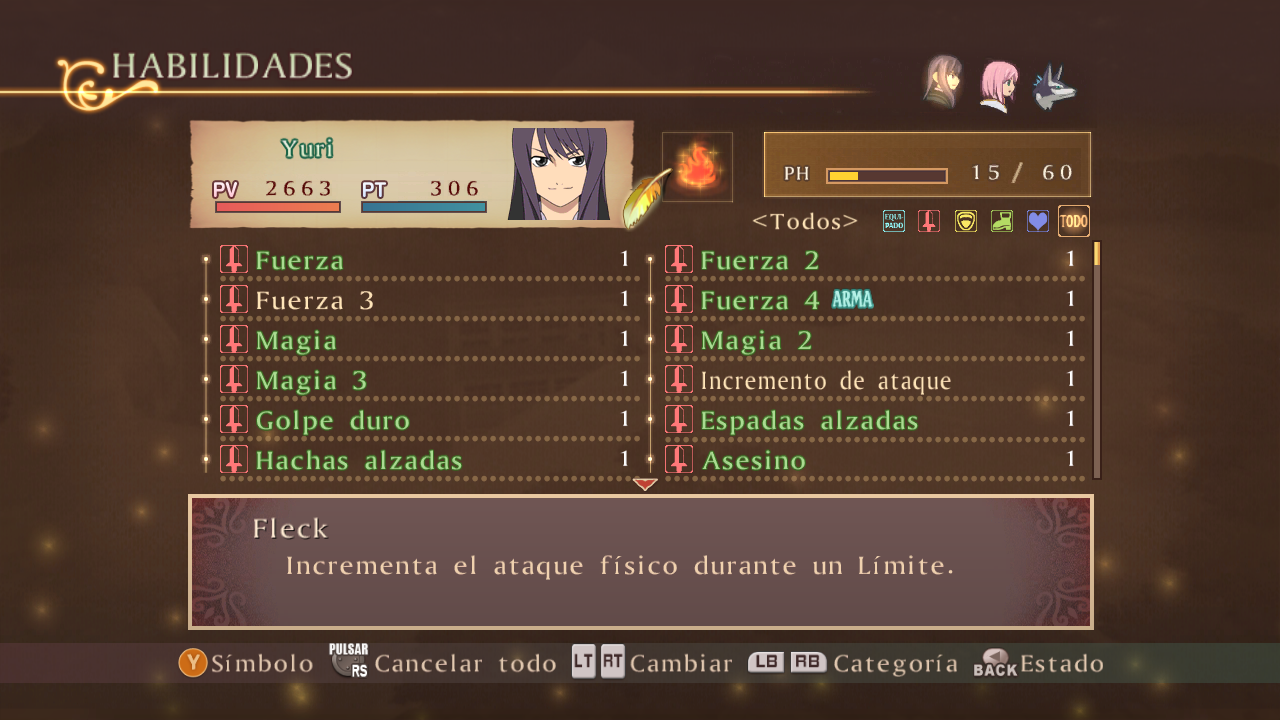 HABILIDADES
Yuri
PV 2663 PT 306
PH 15 / 60
<Todos> EQUI-PADO TODO
Fuerza 1 Fuerza 2 1
Fuerza 3 1 Fuerza 4 ARMA 1
Magia 1 Magia 2 1
Magia 3 1 Incremento de ataque 1
Golpe duro 1 Espadas alzadas 1
Hachas alzadas 1 Asesino 1
Fleck
Incrementa el ataque físico durante un Límite.
Y Símbolo PULSAR RS Cancelar todo LT RT Cambiar LB RB Categoría BACK Estado